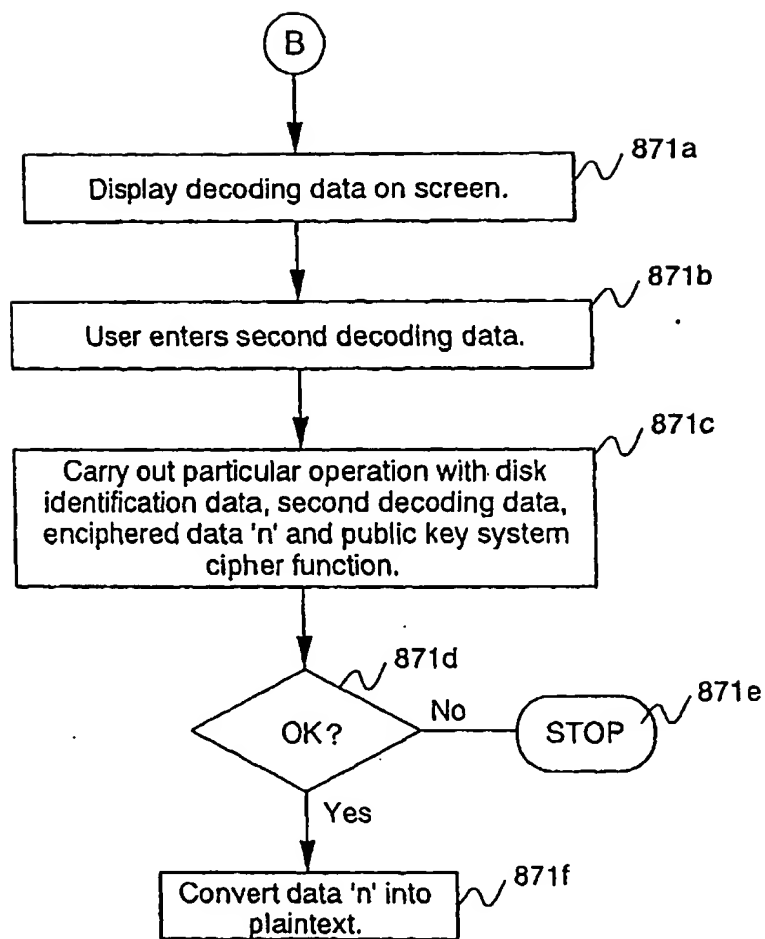 B
871a
Display decoding data on screen.
871b
User enters second decoding data.
871c
Carry out particular operation with disk
identification data, second decoding data,
enciphered data 'n' and public key system
cipher function.
871d
OK?
No
871e
STOP
Yes
871f
Convert data 'n' into
plaintext.